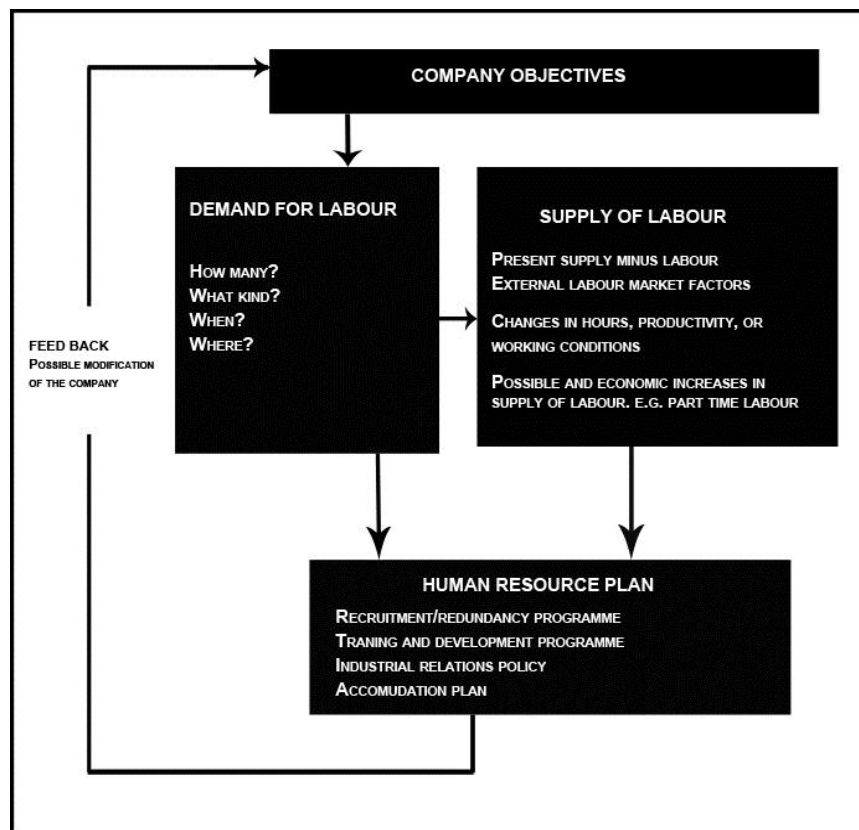 COMPANY OBJECTIVES
DEMAND FOR LABOUR
HOW MANY?
WHAT KIND?
WHEN?
WHERE?
SUPPLY OF LABOUR
PRESENT SUPPLY MINUS LABOUR
EXTERNAL LABOUR MARKET FACTORS
CHANGES IN HOURS, PRODUCTIVITY, OR
WORKING CONDITIONS
POSSIBLE AND ECONOMIC INCREASES IN
SUPPLY OF LABOUR. E.G. PART TIME LABOUR
FEED BACK
POSSIBLE MODIFICATION
OF THE COMPANY
HUMAN RESOURCE PLAN
RECRUITMENT/REDUNDANCY PROGRAMME
TRANING AND DEVELOPMENT PROGRAMME
INDUSTRIAL RELATIONS POLICY
ACCOMUDATION PLAN